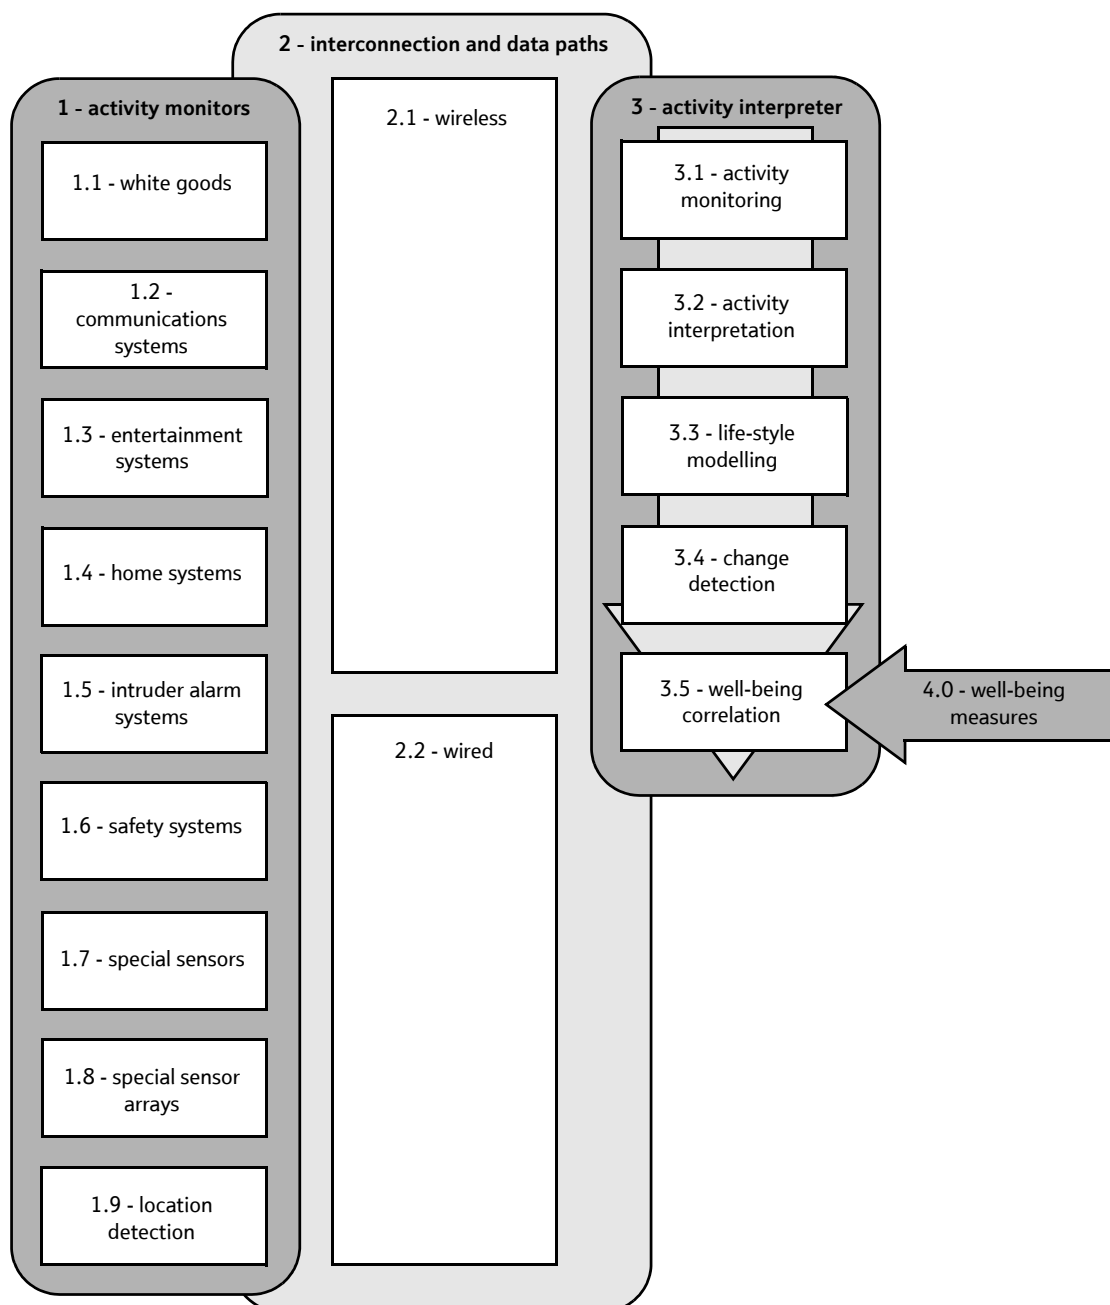 2 - interconnection and data paths
1 - activity monitors
1.1 - white goods
1.2 -
communications
systems
1.3 - entertainment
systems
1.4 - home systems
1.5 - intruder alarm
systems
1.6 - safety systems
1.7 - special sensors
1.8 - special sensor
arrays
1.9 - location
detection
2.1 - wireless
2.2 - wired
3 - activity interpreter
3.1 - activity
monitoring
3.2 - activity
interpretation
3.3 - life-style
modelling
3.4 - change
detection
3.5 - well-being
correlation
4.0 - well-being
measures